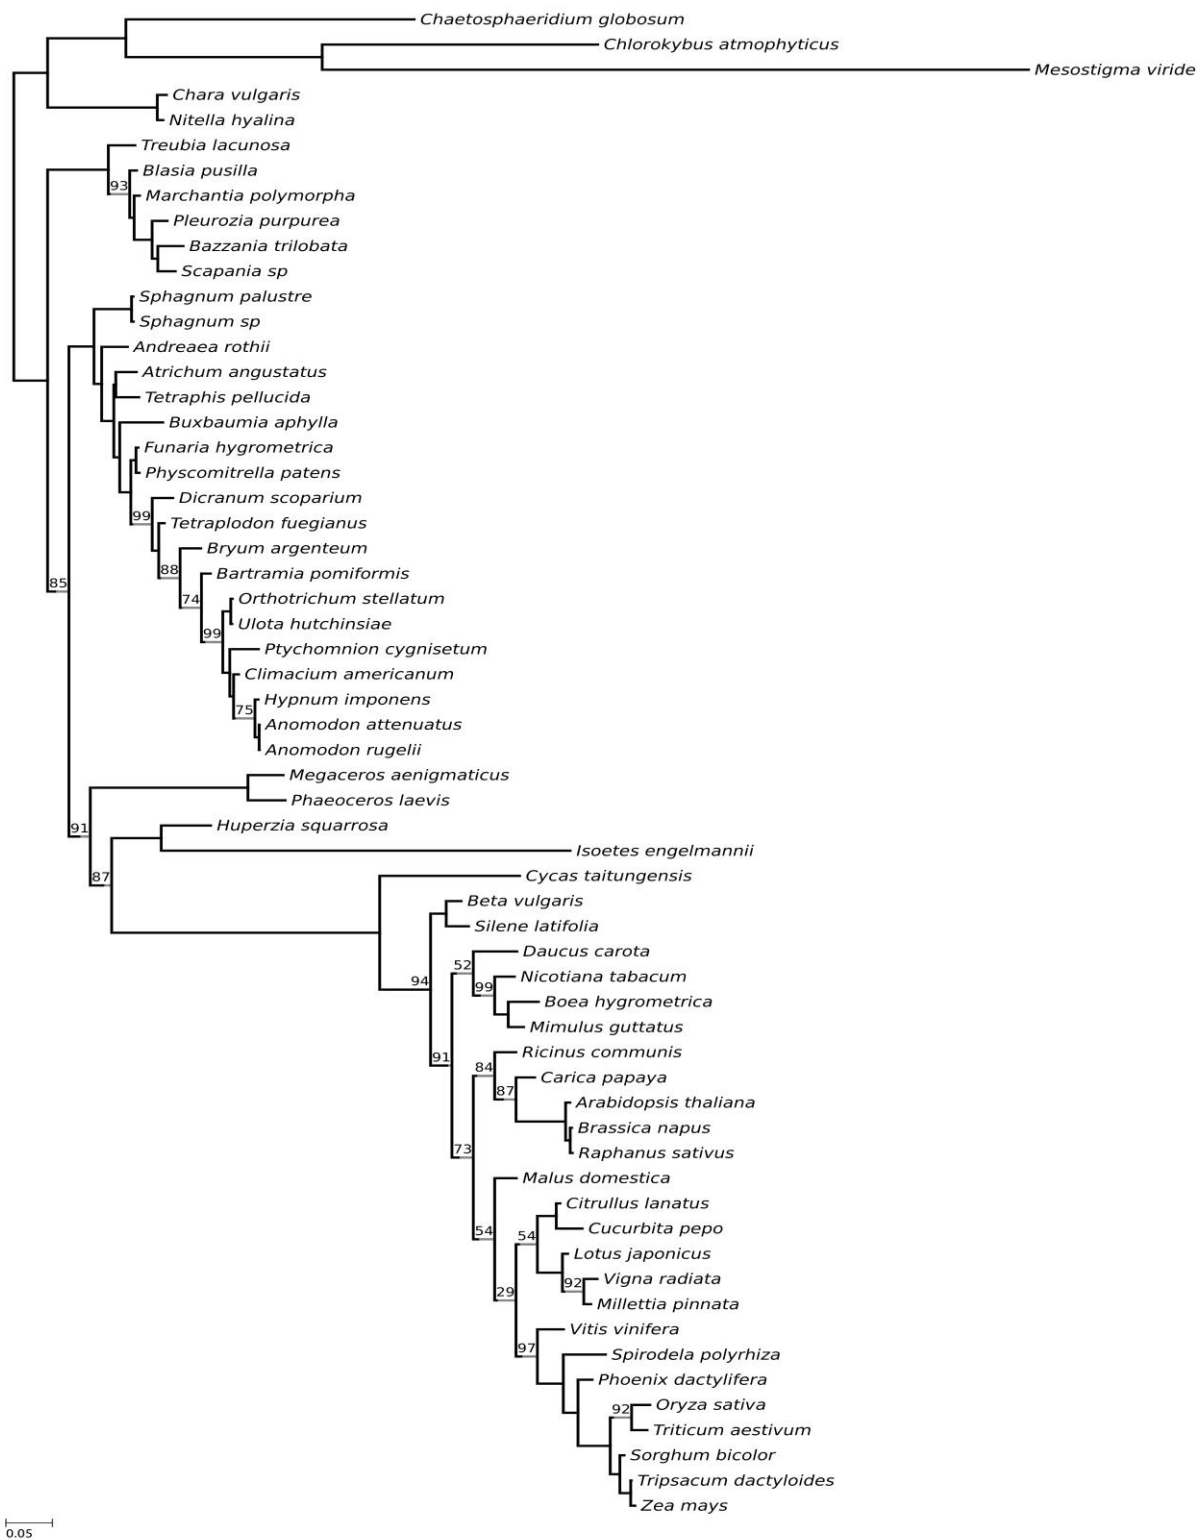 Chaetosphaeridium globosum
Chlorokybus atmophyticus
Mesostigma viride
Chara vulgaris
Nitella hyalina
Treubia lacunosa
Blasia pusilla
93
Marchantia polymorpha
Pleurozia purpurea
Bazzania trilobata
Scapania sp
Sphagnum palustre
Sphagnum sp
Andreaea rothii
Atrichum angustatus
Tetraphis pellucida
Buxbaumia aphylla
Funaria hygrometrica
Physcomitrella patens
Dicranum scoparium
99
Tetraplodon fuegianus
Bryum argenteum
88
Bartramia pomiformis
85
74
Orthotrichum stellatum
Ulota hutchinsiae
99
Ptychomnion cygnisetum
Climacium americanum
Hypnum imponens
75
Anomodon attenuatus
Anomodon rugelii
Megaceros aenigmaticus
Phaeoceros laevis
Huperzia squarrosa
91
Isoetes engelmannii
Cycas taitungensis
87
Beta vulgaris
Silene latifolia
Daucus carota
52
Nicotiana tabacum
94
99
Boea hygrometrica
Mimulus guttatus
Ricinus communis
91
84
Carica papaya
87
Arabidopsis thaliana
Brassica napus
73
Raphanus sativus
Malus domestica
Citrullus lanatus
Cucurbita pepo
54
54
Lotus japonicus
Vigna radiata
92
29
Millettia pinnata
Vitis vinifera
97
Spirodela polyrhiza
Phoenix dactylifera
Oryza sativa
92
Triticum aestivum
Sorghum bicolor
Tripsacum dactyloides
Zea mays
0.05